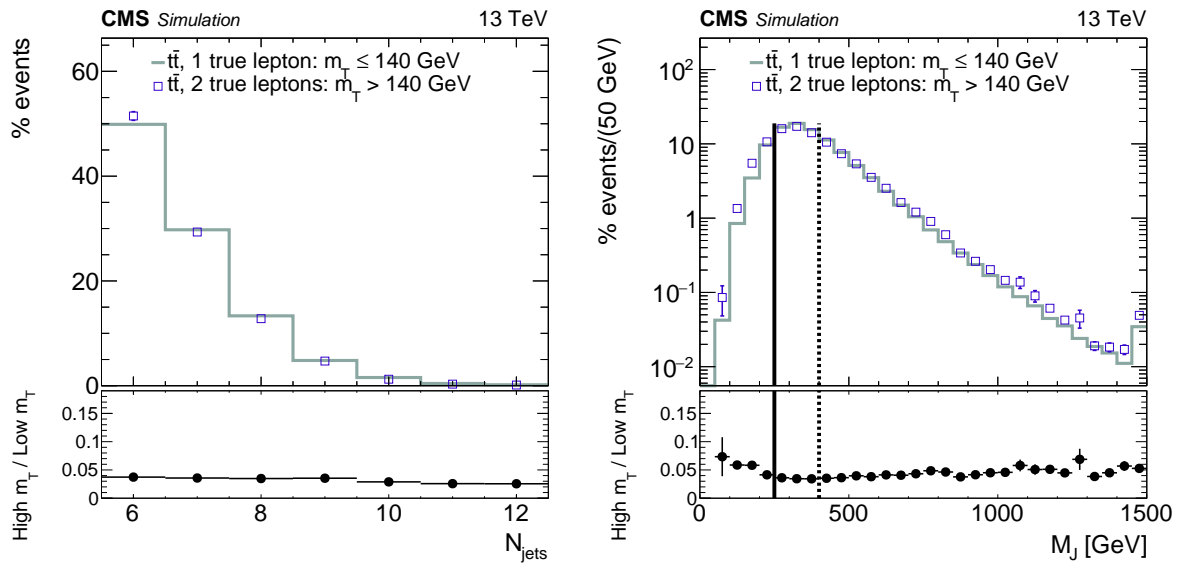 CMS Simulation 13 TeV
tt̄, 1 true lepton: m_T ≤ 140 GeV
tt̄, 2 true leptons: m_T > 140 GeV
% events
60
40
20
0
High m_T / Low m_T
0.15
0.1
0.05
0
6 8 10 12
N_jets
CMS Simulation 13 TeV
tt̄, 1 true lepton: m_T ≤ 140 GeV
tt̄, 2 true leptons: m_T > 140 GeV
% events/(50 GeV)
10²
10
1
10⁻¹
10⁻²
High m_T / Low m_T
0.15
0.1
0.05
0
0 500 1000 1500
M_J [GeV]